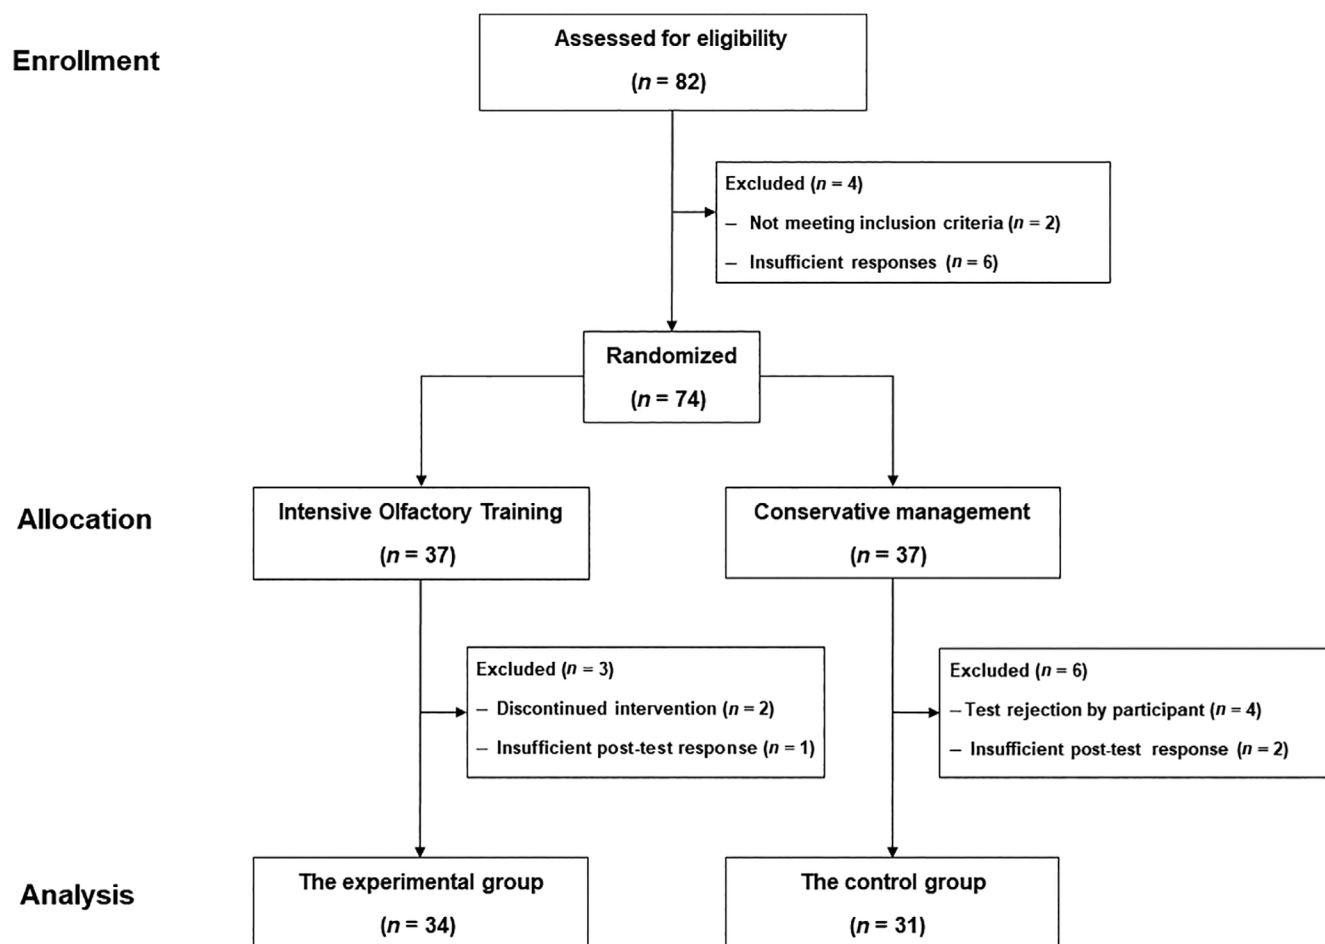 Enrollment
Assessed for eligibility
(n = 82)
Excluded (n = 4)
– Not meeting inclusion criteria (n = 2)
– Insufficient responses (n = 6)
Randomized
(n = 74)
Allocation
Intensive Olfactory Training
(n = 37)
Conservative management
(n = 37)
Excluded (n = 3)
– Discontinued intervention (n = 2)
– Insufficient post-test response (n = 1)
Excluded (n = 6)
– Test rejection by participant (n = 4)
– Insufficient post-test response (n = 2)
Analysis
The experimental group
(n = 34)
The control group
(n = 31)